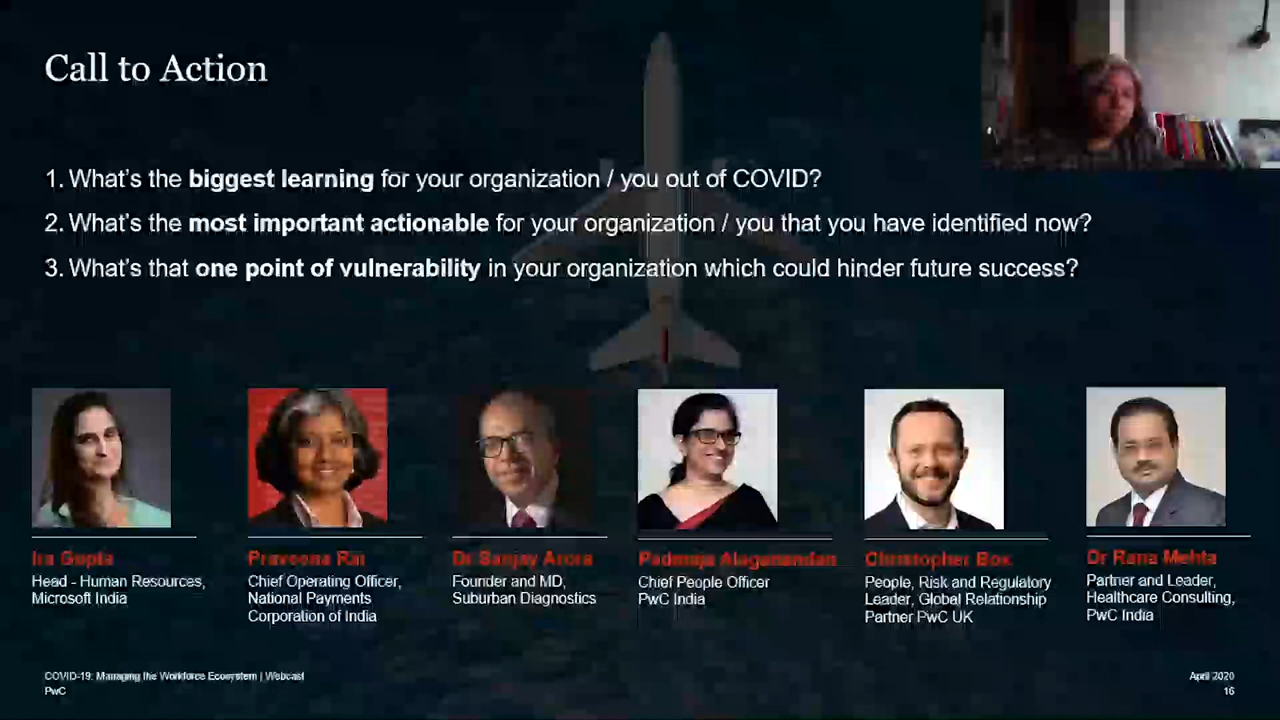 Call to Action
1. What's the biggest learning for your organization / you out of COVID?
2. What's the most important actionable for your organization / you that you have identified now?
3. What's that one point of vulnerability in your organization which could hinder future success?
Ira Gupta
Head - Human Resources,
Microsoft India
Praveena Rai
Chief Operating Officer,
National Payments
Corporation of India
Dr Sanjay Arora
Founder and MD,
Suburban Diagnostics
Padmaja Alaganandan
Chief People Officer
PwC India
Christopher Box
People, Risk and Regulatory
Leader, Global Relationship
Partner PwC UK
Dr Rana Mehta
Partner and Leader,
Healthcare Consulting,
PwC India
COVID-19: Managing the Workforce Ecosystem | Webcast
PwC
April 2020
16